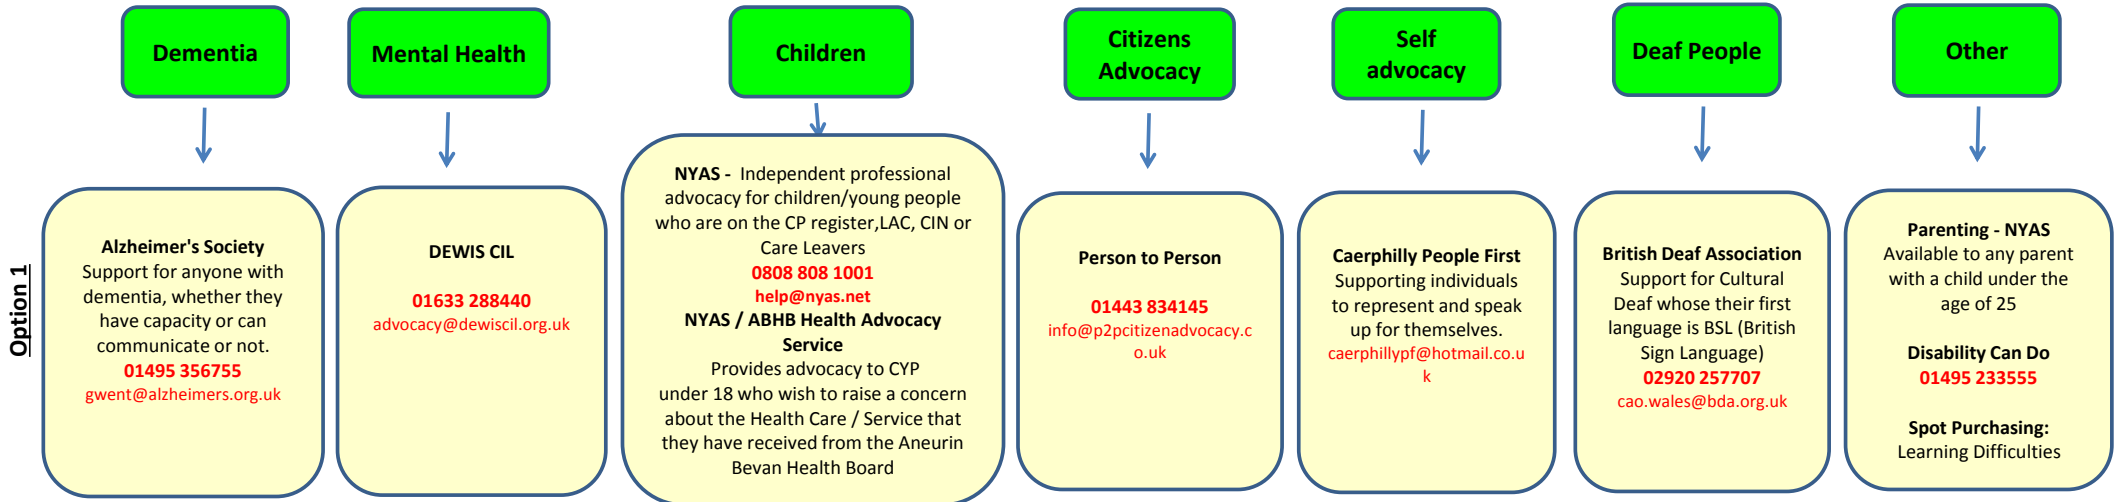 Dementia
Mental Health
Children
Citizens
Advocacy
Self
advocacy
Deaf People
Other
Option 1
Alzheimer's Society
Support for anyone with
dementia, whether they
have capacity or can
communicate or not.
01495 356755
gwent@alzheimers.org.uk
DEWIS CIL
01633 288440
advocacy@dewiscil.org.uk
NYAS - Independent professional
advocacy for children/young people
who are on the CP register,LAC, CIN or
Care Leavers
0808 808 1001
help@nyas.net
NYAS / ABHB Health Advocacy
Service
Provides advocacy to CYP
under 18 who wish to raise a concern
about the Health Care / Service that
they have received from the Aneurin
Bevan Health Board
Person to Person
01443 834145
info@p2pcitizenadvocacy.c
o.uk
Caerphilly People First
Supporting individuals
to represent and speak
up for themselves.
caerphillypf@hotmail.co.u
k
British Deaf Association
Support for Cultural
Deaf whose their first
language is BSL (British
Sign Language)
02920 257707
cao.wales@bda.org.uk
Parenting - NYAS
Available to any parent
with a child under the
age of 25
Disability Can Do
01495 233555
Spot Purchasing:
Learning Difficulties